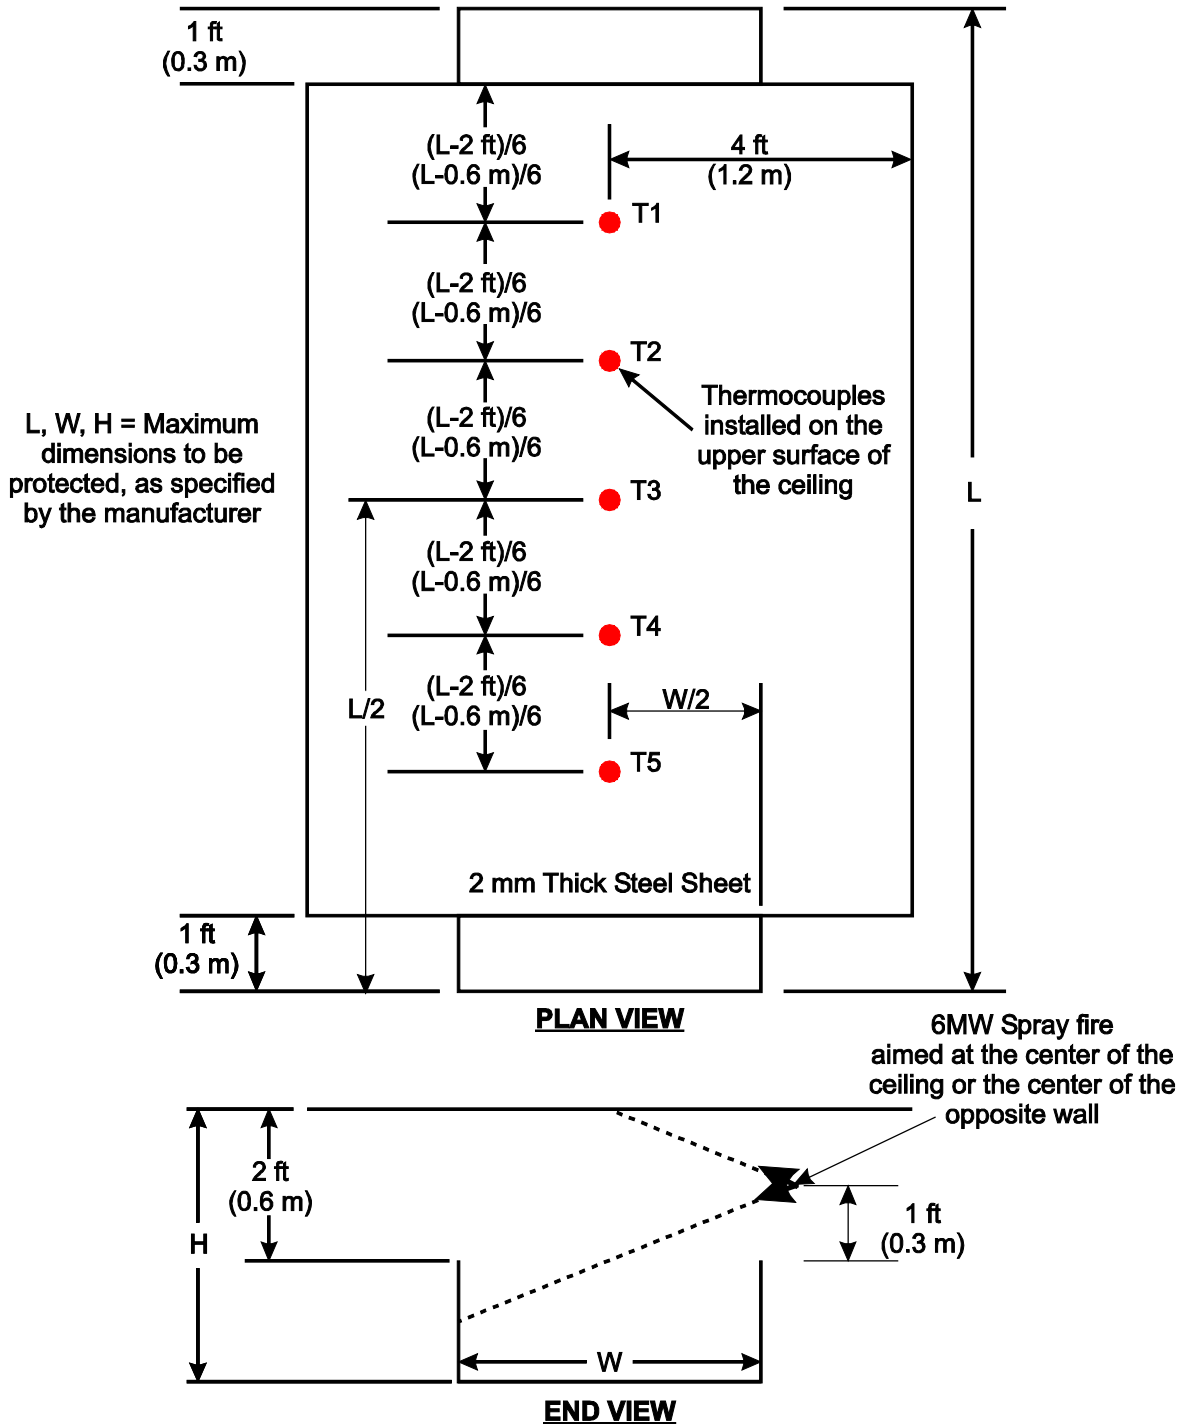 1 ft
(0.3 m)
(L-2 ft)/6
(L-0.6 m)/6
4 ft
(1.2 m)
T1
(L-2 ft)/6
(L-0.6 m)/6
T2
Thermocouples
installed on the
upper surface of
the ceiling
L, W, H = Maximum
dimensions to be
protected, as specified
by the manufacturer
(L-2 ft)/6
(L-0.6 m)/6
T3
L
(L-2 ft)/6
(L-0.6 m)/6
T4
(L-2 ft)/6
(L-0.6 m)/6
L/2
W/2
T5
2 mm Thick Steel Sheet
1 ft
(0.3 m)
PLAN VIEW
6MW Spray fire
aimed at the center of the
ceiling or the center of the
opposite wall
2 ft
(0.6 m)
H
1 ft
(0.3 m)
W
END VIEW